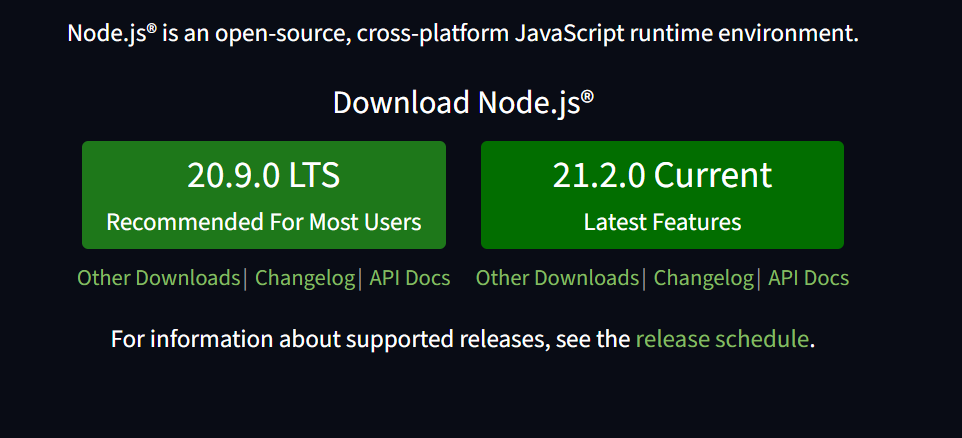 Node.js® is an open-source, cross-platform JavaScript runtime environment.
Download Node.js®
20.9.0 LTS
Recommended For Most Users
21.2.0 Current
Latest Features
Other Downloads| Changelog| API Docs
Other Downloads| Changelog| API Docs
For information about supported releases, see the release schedule.